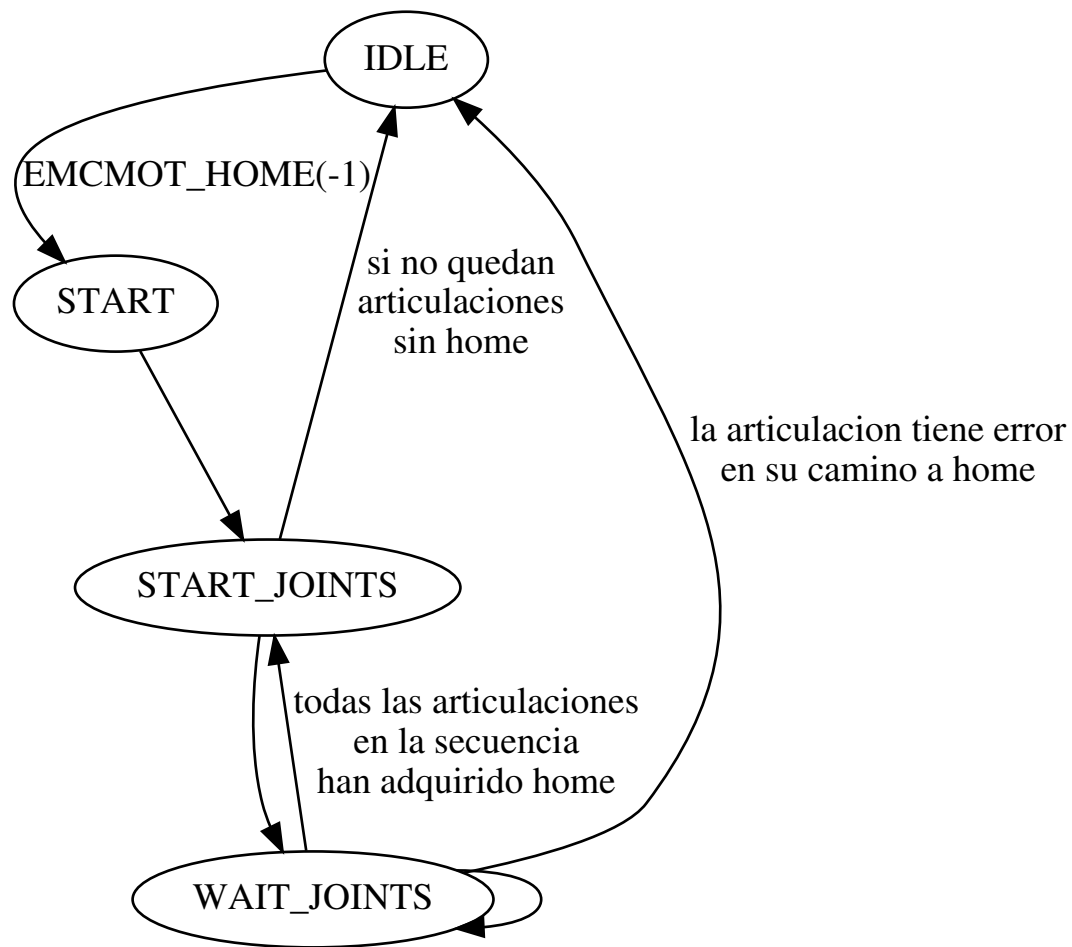 IDLE
EMCMOT_HOME(-1)
si no quedan
articulaciones
sin home
START
la articulacion tiene error
en su camino a home
START_JOINTS
todas las articulaciones
en la secuencia
han adquirido home
WAIT_JOINTS